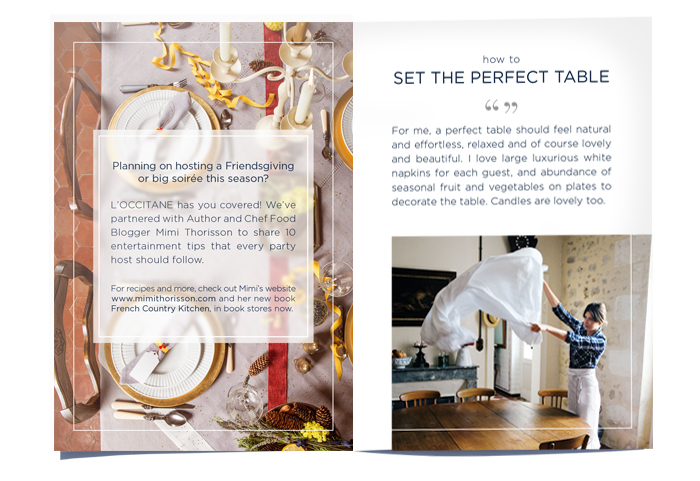 Planning on hosting a Friendsgiving
or big soirée this season?
L'OCCITANE has you covered! We've
partnered with Author and Chef Food
Blogger Mimi Thorisson to share 10
entertainment tips that every party
host should follow.
For recipes and more, check out Mimi's website
www.mimithorisson.com and her new book
French Country Kitchen, in book stores now.
how to
SET THE PERFECT TABLE
“ ”
For me, a perfect table should feel natural
and effortless, relaxed and of course lovely
and beautiful. I love large luxurious white
napkins for each guest, and abundance of
seasonal fruit and vegetables on plates to
decorate the table. Candles are lovely too.